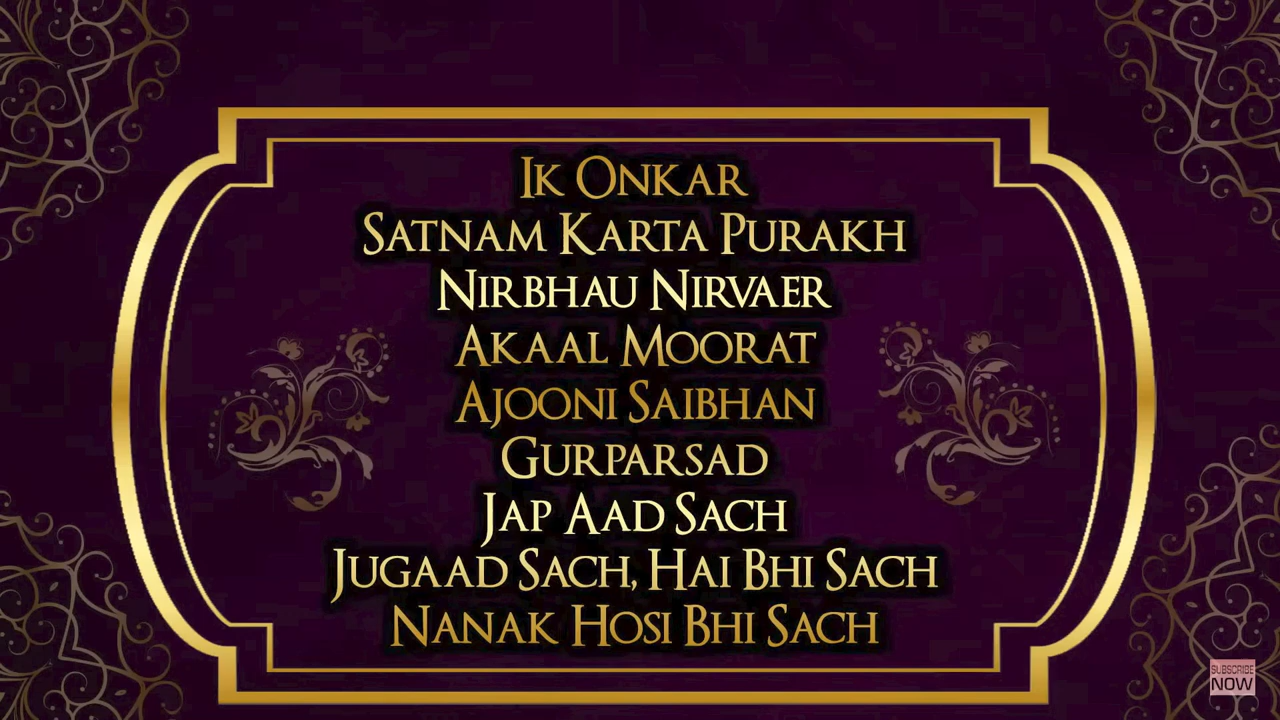 Ik Onkar
Satnam Karta Purakh
Nirbhau Nirvaer
Akaal Moorat
Ajooni Saibhan
Gurparsad
Jap Aad Sach
Jugaad Sach, Hai Bhi Sach
Nanak Hosi Bhi Sach
SUBSCRIBE
NOW